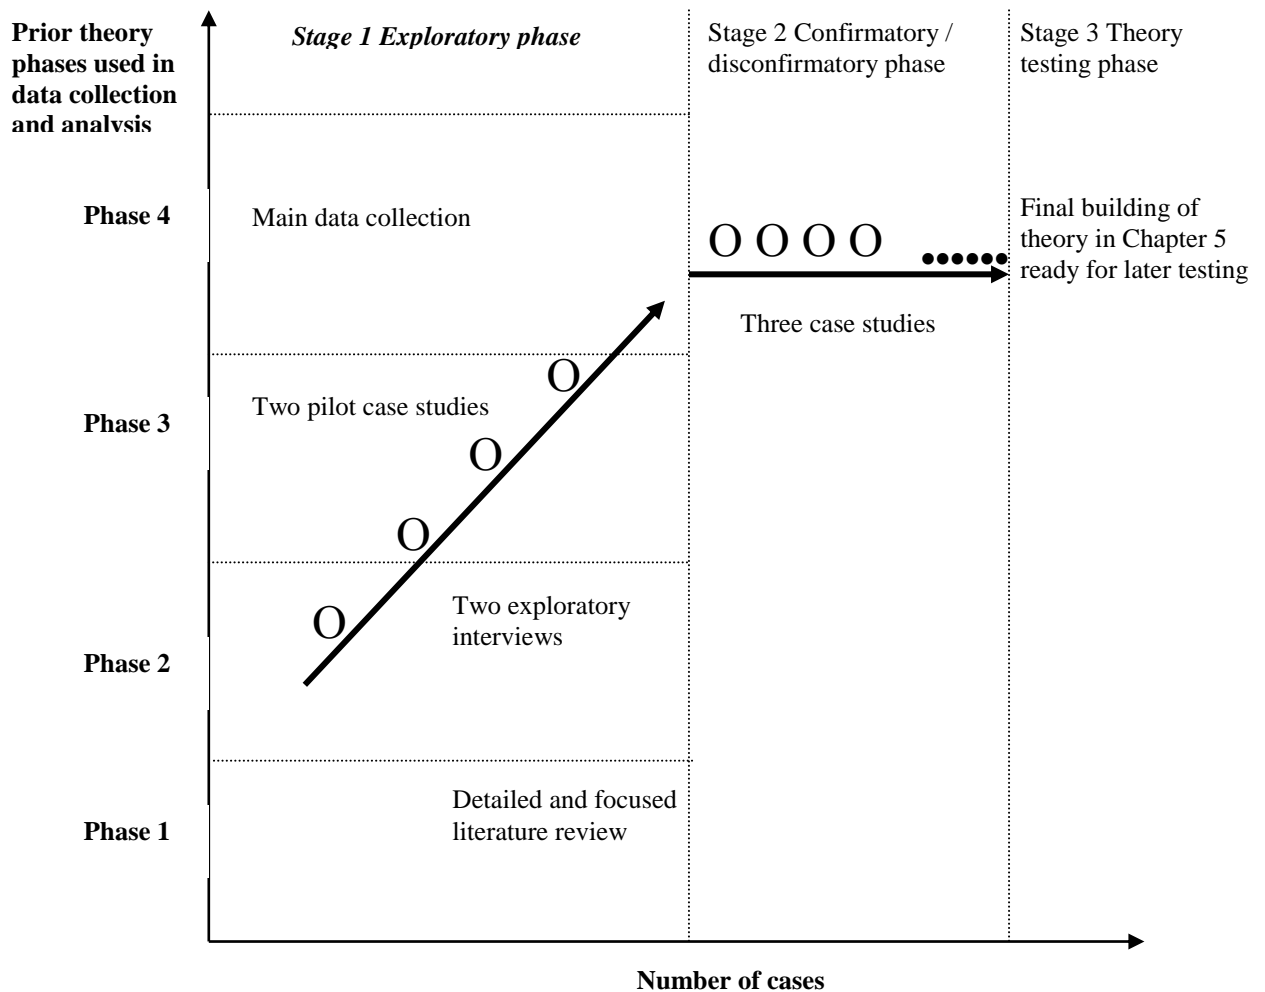 Prior theory
phases used in
data collection
and analysis
Stage 1 Exploratory phase
Stage 2 Confirmatory /
disconfirmatory phase
Stage 3 Theory
testing phase
Phase 4
Main data collection
O O O O
Three case studies
Final building of
theory in Chapter 5
ready for later testing
Phase 3
Two pilot case studies
O
O
O
O
Phase 2
Two exploratory
interviews
Phase 1
Detailed and focused
literature review
Number of cases